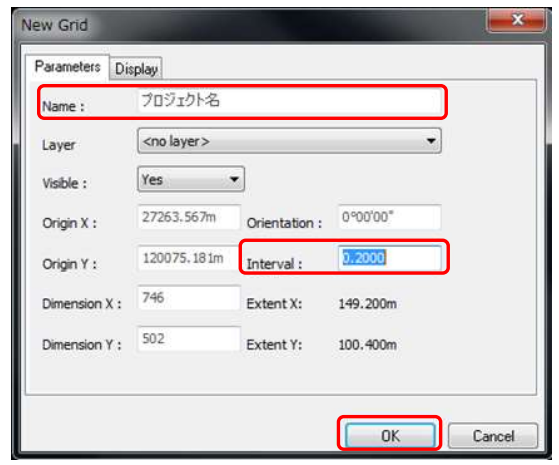 New Grid
Parameters Display
Name : プロジェクト名
Layer <no layer>
Visible : Yes
Origin X : 27263.567m Orientation : 0°00'00"
Origin Y : 120075.181m Interval : 0.2000
Dimension X : 746 Extent X: 149.200m
Dimension Y : 502 Extent Y: 100.400m
OK Cancel